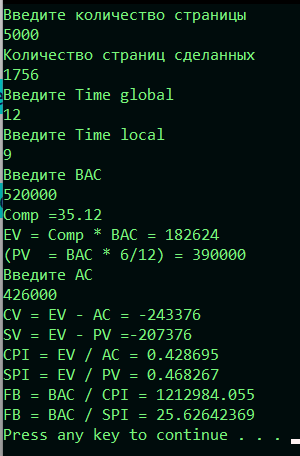 Введите количество страницы
5000
Количество страниц сделанных
1756
Введите Time global
12
Введите Time local
9
Введите BAC
520000
Comp =35.12
EV = Comp * BAC = 182624
(PV  = BAC * 6/12) = 390000
Введите AC
426000
CV = EV - AC = -243376
SV = EV - PV =-207376
CPI = EV / AC = 0.428695
SPI = EV / PV = 0.468267
FB = BAC / CPI = 1212984.055
FB = BAC / SPI = 25.62642369
Press any key to continue . . .